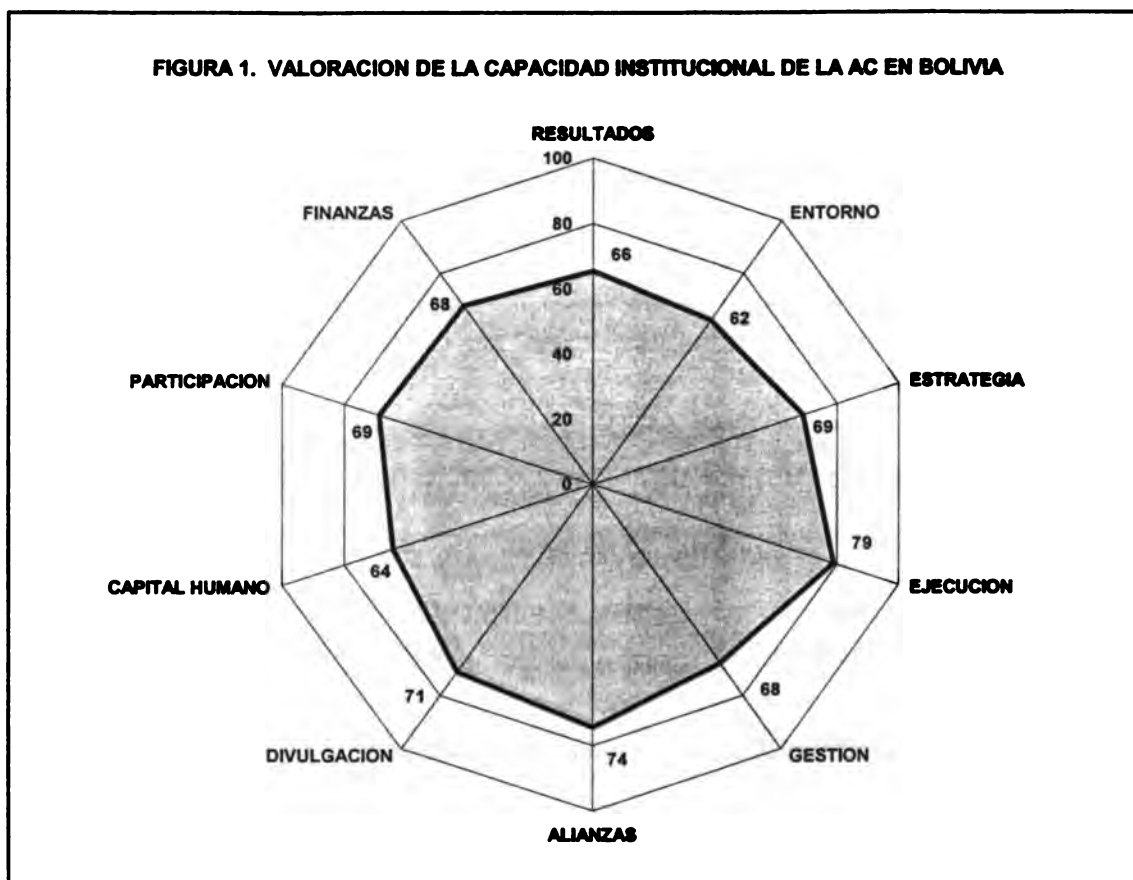 FIGURA 1. VALORACION DE LA CAPACIDAD INSTITUCIONAL DE LA AC EN BOLIVIA
RESULTADOS
100
FINANZAS
ENTORNO
80
66
60
68
62
40
PARTICIPACION
ESTRATEGIA
69
20
69
0
79
64
CAPITAL HUMANO
EJECUCION
71
68
DIVULGACION
74
GESTION
ALIANZAS